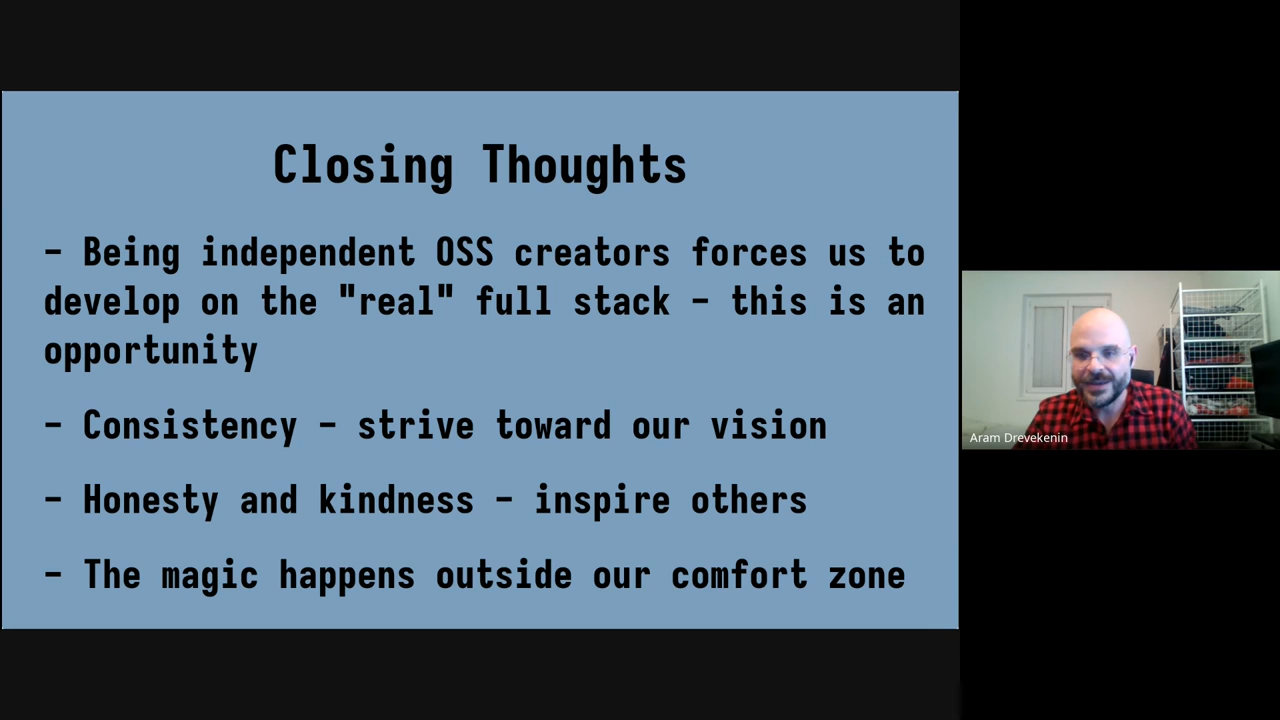 Closing Thoughts
- Being independent OSS creators forces us to
develop on the "real" full stack - this is an
opportunity
- Consistency - strive toward our vision
- Honesty and kindness - inspire others
- The magic happens outside our comfort zone
Aram Drevekenin